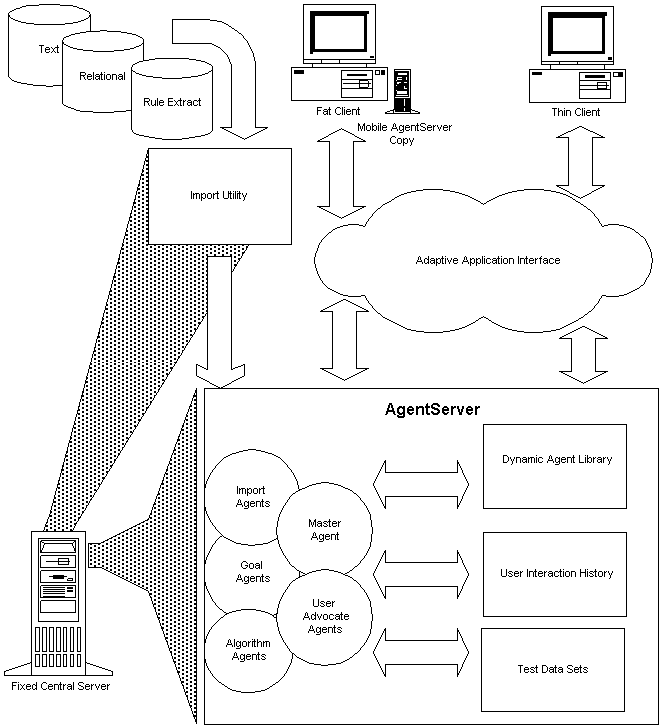 Text
Relational
Rule Extract
Fat Client
Mobile AgentServer
Copy
Thin Client
Import Utility
Adaptive Application Interface
AgentServer
Import
Agents
Master
Agent
Goal
Agents
User
Advocate
Agents
Algorithm
Agents
Dynamic Agent Library
User Interaction History
Test Data Sets
Fixed Central Server